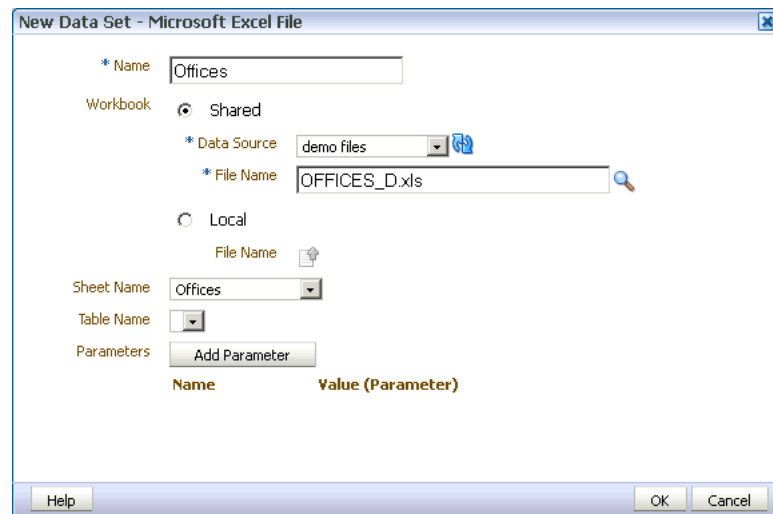 New Data Set - Microsoft Excel File
* Name Offices
Workbook Shared
* Data Source demo files
* File Name OFFICES_D.xls
Local
File Name
Sheet Name Offices
Table Name
Parameters Add Parameter
Name Value (Parameter)
Help OK Cancel